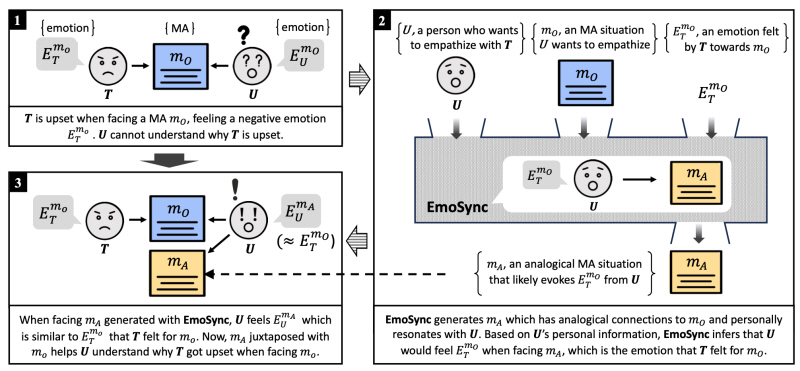 1
{emotion}
{MA}
{emotion}
?
E_T^{m_O}
m_O
? ?
E_U^{m_O}
T
U
T is upset when facing a MA m_O, feeling a negative emotion
E_T^{m_O}. U cannot understand why T is upset.
2
{U, a person who wants
to empathize with T}
{m_O, an MA situation
U wants to empathize}
{E_T^{m_O}, an emotion felt
by T towards m_O}
U
m_O
E_T^{m_O}
EmoSync
E_T^{m_O}
U
m_A
{m_A, an analogical MA situation
that likely evokes E_T^{m_O} from U}
m_A
EmoSync generates m_A which has analogical connections to m_O and personally
resonates with U. Based on U's personal information, EmoSync infers that U
would feel E_T^{m_O} when facing m_A, which is the emotion that T felt for m_O.
3
!
E_T^{m_O}
m_O
! !
E_U^{m_A}
(≈ E_T^{m_O})
T
U
m_A
When facing m_A generated with EmoSync, U feels E_U^{m_A} which
is similar to E_T^{m_O} that T felt for m_O. Now, m_A juxtaposed with
m_O helps U understand why T got upset when facing m_O.